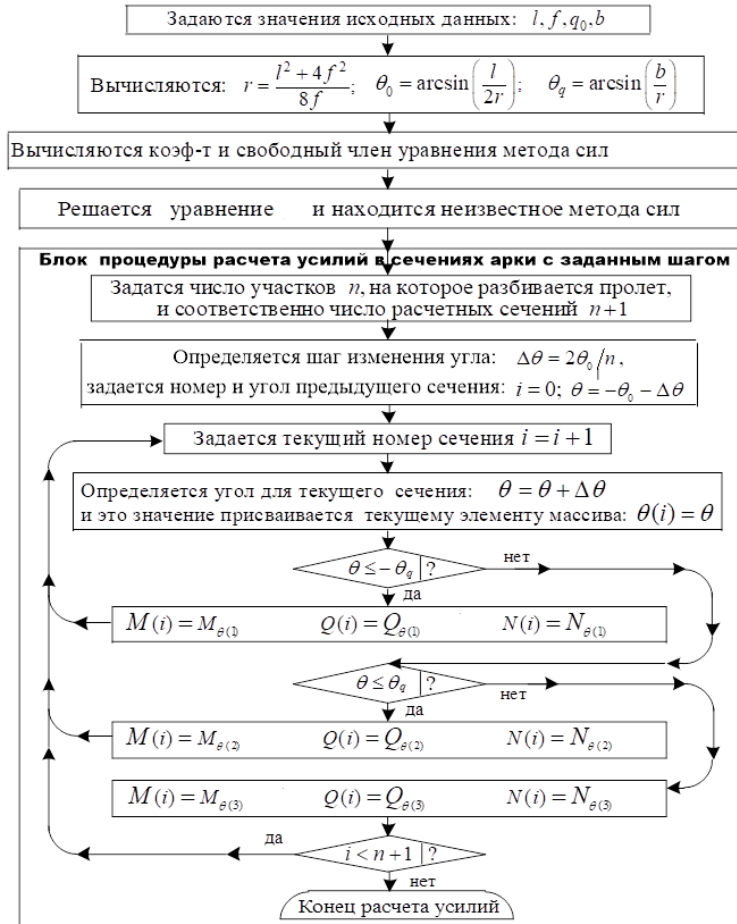 Задаются значения исходных данных: l, f, q₀, b
Вычисляются: r = (l² + 4f²)/(8f); θ₀ = arcsin(l/(2r)); θ_q = arcsin(b/r)
Вычисляются коэф-т и свободный член уравнения метода сил
Решается уравнение и находится неизвестное метода сил
Блок процедуры расчета усилий в сечениях арки с заданным шагом
Задатся число участков n, на которое разбивается пролет,
и соответственно число расчетных сечений n+1
Определяется шаг изменения угла: Δθ = 2θ₀/n,
задается номер и угол предыдущего сечения: i = 0; θ = −θ₀ − Δθ
Задается текущий номер сечения i = i + 1
Определяется угол для текущего сечения: θ = θ + Δθ
и это значение присваивается текущему элементу массива: θ(i) = θ
θ ≤ − θ_q |?
нет
да
M(i) = M_θ(1) Q(i) = Q_θ(1) N(i) = N_θ(1)
θ ≤ θ_q |?
нет
да
M(i) = M_θ(2) Q(i) = Q_θ(2) N(i) = N_θ(2)
M(i) = M_θ(3) Q(i) = Q_θ(3) N(i) = N_θ(3)
да
i < n + 1 |?
нет
Конец расчета усилий